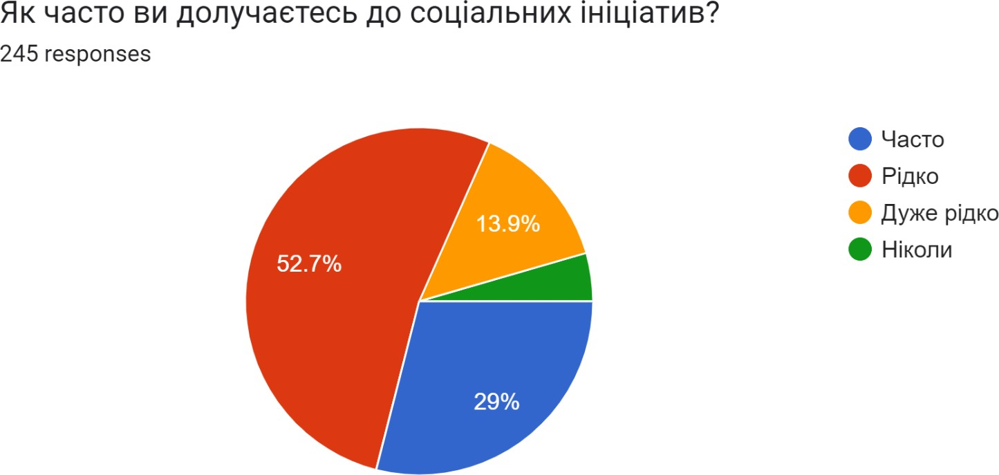 Як часто ви долучаєтесь до соціальних ініціатив?
245 responses
Часто
Рідко
Дуже рідко
Ніколи
13.9%
52.7%
29%